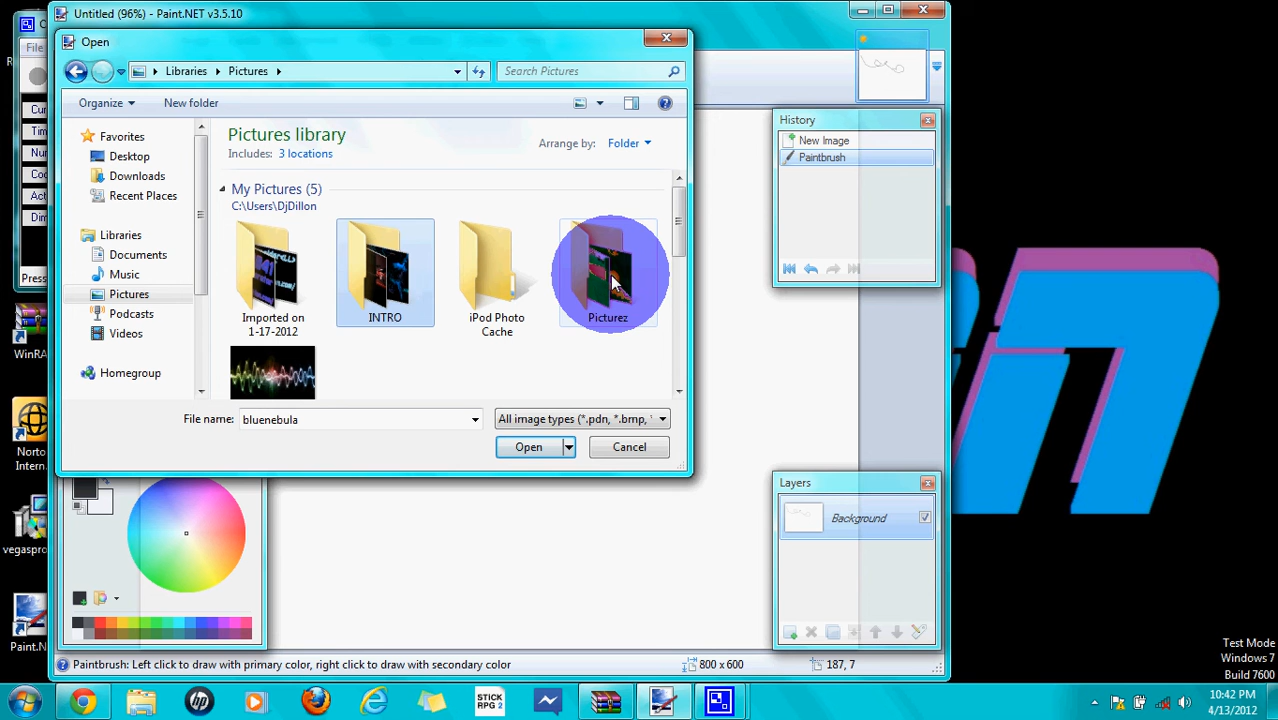 Untitled (96%) - Paint.NET v3.5.10
Open
Libraries
Pictures
Search Pictures
Organize
New folder
Favorites
Desktop
Downloads
Recent Places
Libraries
Documents
Music
Pictures
Podcasts
Videos
Homegroup
Pictures library
Includes: 3 locations
Arrange by: Folder
My Pictures (5)
C:\Users\DjDillon
Imported on
1-17-2012
INTRO
iPod Photo
Cache
Picturez
File name: bluenebula
All image types (*.pdn, *.bmp,
Open
Cancel
History
New Image
Paintbrush
Layers
Background
File
Press
WinRA
Norto
Intern...
vegaspro
Paint.N
Paintbrush: Left click to draw with primary color, right click to draw with secondary color
800 x 600
187, 7
Test Mode
Windows 7
Build 7600
hp
STICK
RPG 2
10:42 PM
4/13/2012